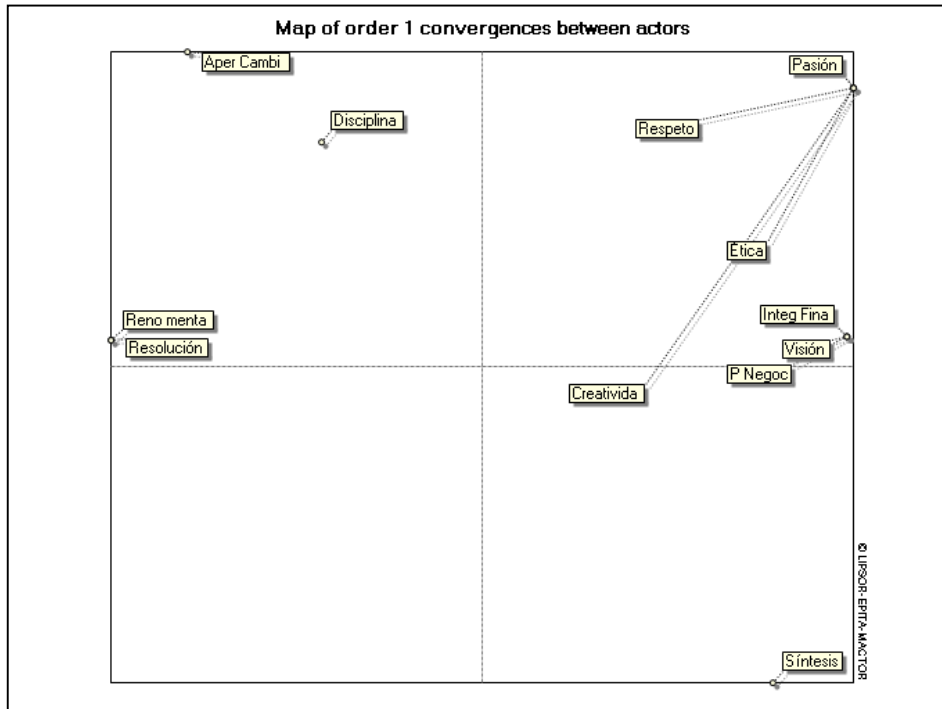 Map of order 1 convergences between actors
Aper Cambi
Pasión
Disciplina
Respeto
Ética
Reno menta
Integ Fina
Resolución
Visión
P Negoc
Creativida
Síntesis
© LIPSOR-EPITA-MACTOR